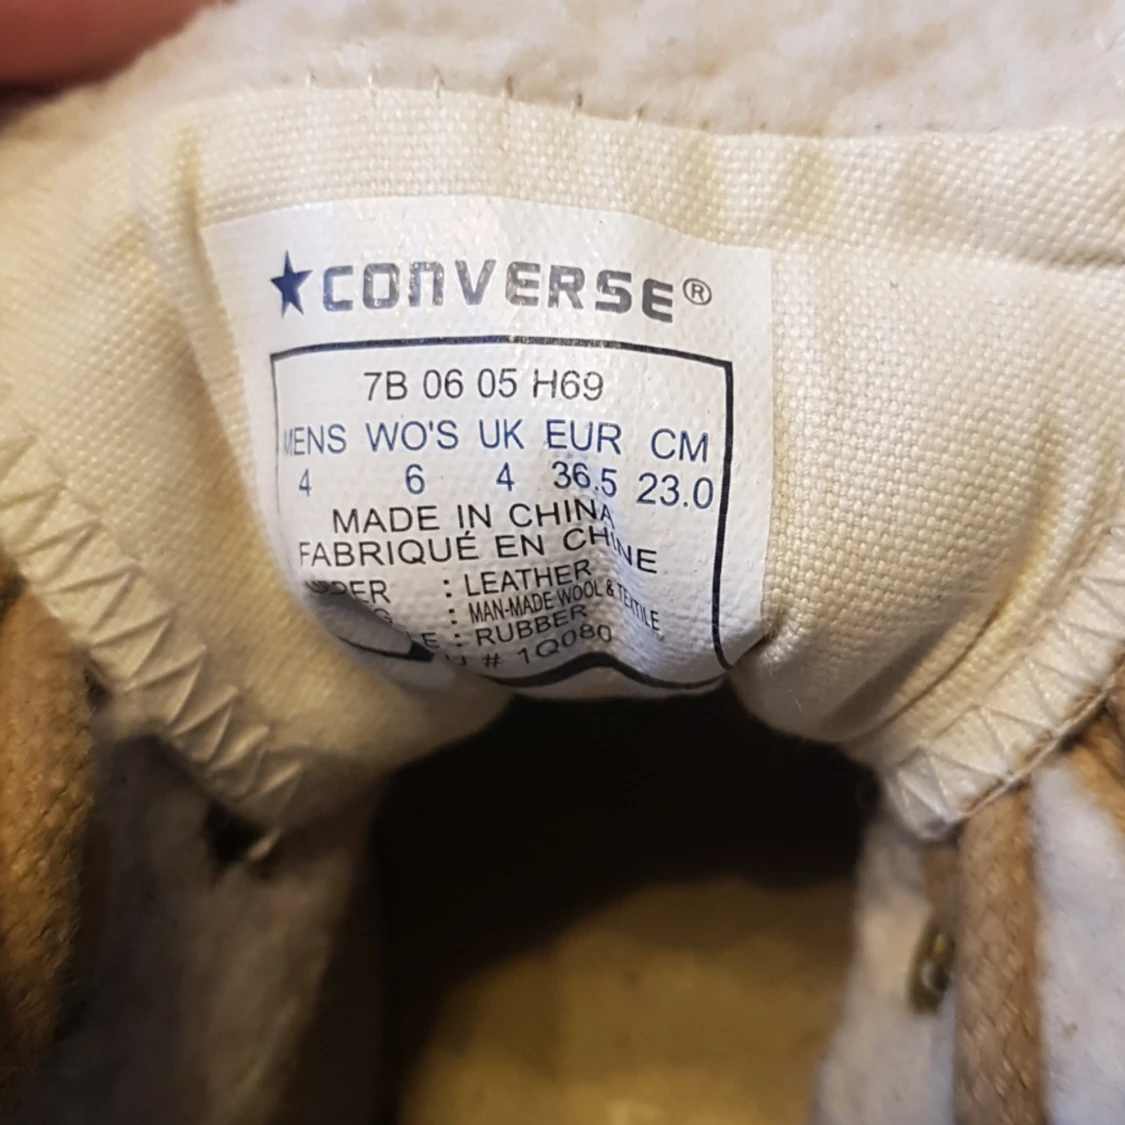 CONVERSE®
7B 06 05 H69
MENS WO'S UK EUR CM
4 6 4 36.5 23.0
MADE IN CHINA
FABRIQUÉ EN CHINE
: LEATHER
: MAN-MADE WOOL & TEXTILE
: RUBBER
# 1Q080